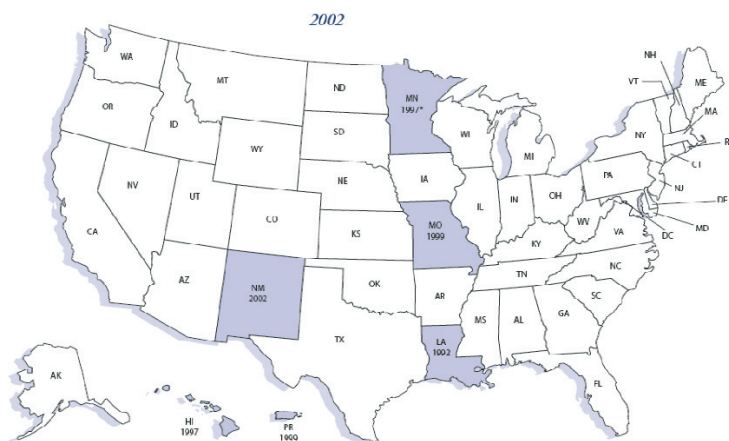 2002
WA
MT
ND
MN
1997*
OR
ID
SD
WI
WY
MI
NH
VT
ME
MA
NY
R
CT
NV
UT
NE
IA
PA
NJ
CA
CO
KS
MO
1999
IL
IN
OH
WV
VA
DE
MD
DC
KY
AZ
NM
2002
OK
AR
TN
NC
SC
TX
LA
1992
MS
AL
GA
FL
AK
HI
1997
PR
1999